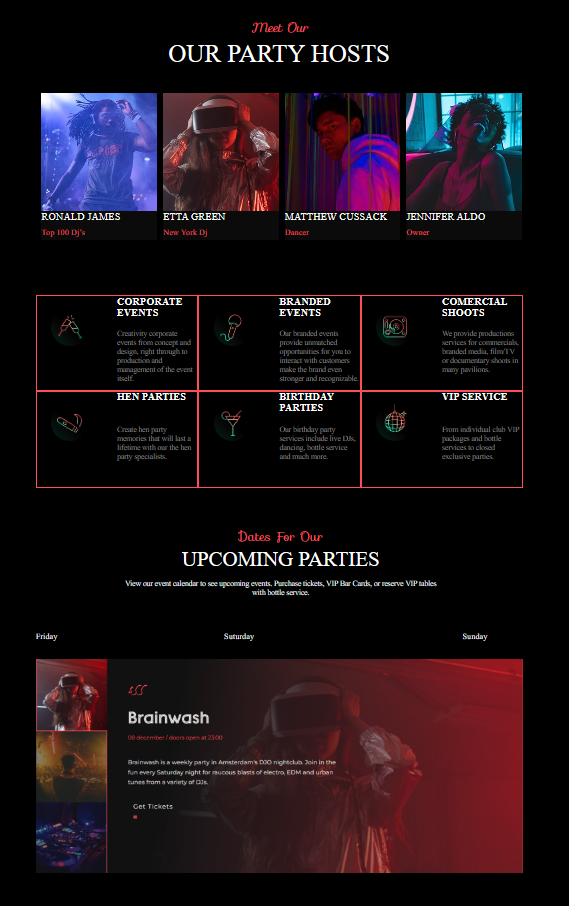 Meet Our
OUR PARTY HOSTS
RONALD JAMES
Top 100 Dj's
ETTA GREEN
New York Dj
MATTHEW CUSSACK
Dancer
JENNIFER ALDO
Owner
CORPORATE
EVENTS
Creativity corporate
events from concept and
design, right through to
production and
management of the event
itself.
BRANDED
EVENTS
Our branded events
provide unmatched
opportunities for you to
interact with customers
make the brand even
stronger and recognizable.
COMERCIAL
SHOOTS
We provide productions
services for commercials,
branded media, film/TV
or documentary shoots in
many pavilions.
HEN PARTIES
Create hen party
memories that will last a
lifetime with our the hen
party specialists.
BIRTHDAY
PARTIES
Our birthday party
services include live DJs,
dancing, bottle service
and much more.
VIP SERVICE
From individual club VIP
packages and bottle
services to closed
exclusive parties.
Dates For Our
UPCOMING PARTIES
View our event calendar to see upcoming events. Purchase tickets, VIP Bar Cards, or reserve VIP tables
with bottle service.
Friday
Suturday
Sunday
$$$
Brainwash
08 december / doors open at 23:00
Brainwash is a weekly party in Amsterdam's DJO nightclub. Join in the
fun every Saturday night for raucous blasts of electro, EDM and urban
tunes from a variety of DJs.
Get Tickets